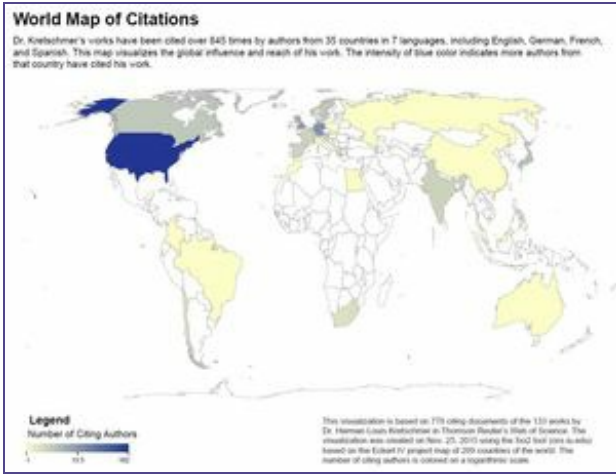 World Map of Citations
Dr. Kretschmer's works have been cited over 845 times by authors from 35 countries in 7 languages, including English, German, French,
and Spanish. This map visualizes the global influence and reach of his work. The intensity of blue color indicates more authors from
that country have cited his work.
Legend
Number of Citing Authors
This visualization is based on 778 citing documents of the 133 works by
Dr. Herman Louis Kretschmer in Thomson Reuter's Web of Science. The
visualization was created on Nov. 25, 2010 using the Sci2 tool
based on the Eckert IV project map of 209 countries of the world. The
number of citing authors is colored on a logarithmic scale.